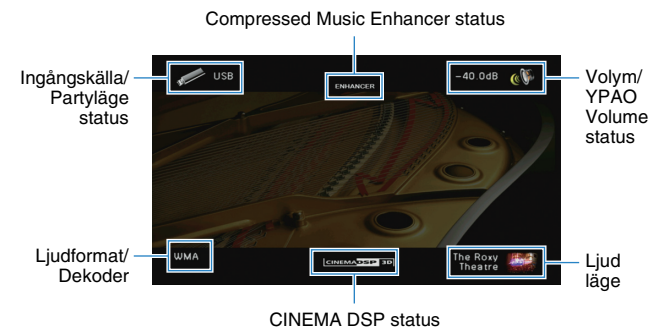 Compressed Music Enhancer status
Ingångskälla/
Partyläge
status
USB
ENHANCER
-40.0dB
Volym/
YPAO
Volume
status
Ljudformat/
Dekoder
WMA
CINEMA DSP 3D
The Roxy
Theatre
Ljud
läge
CINEMA DSP status